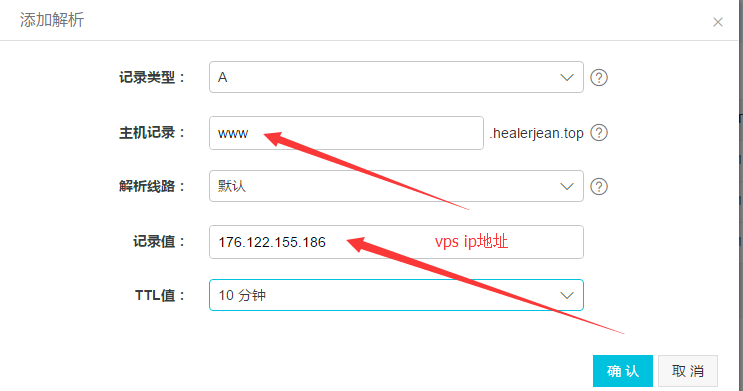 添加解析
记录类型： A
主机记录： www .healerjean.top
解析线路： 默认
记录值： 176.122.155.186 vps ip地址
TTL值： 10 分钟
确 认 取 消